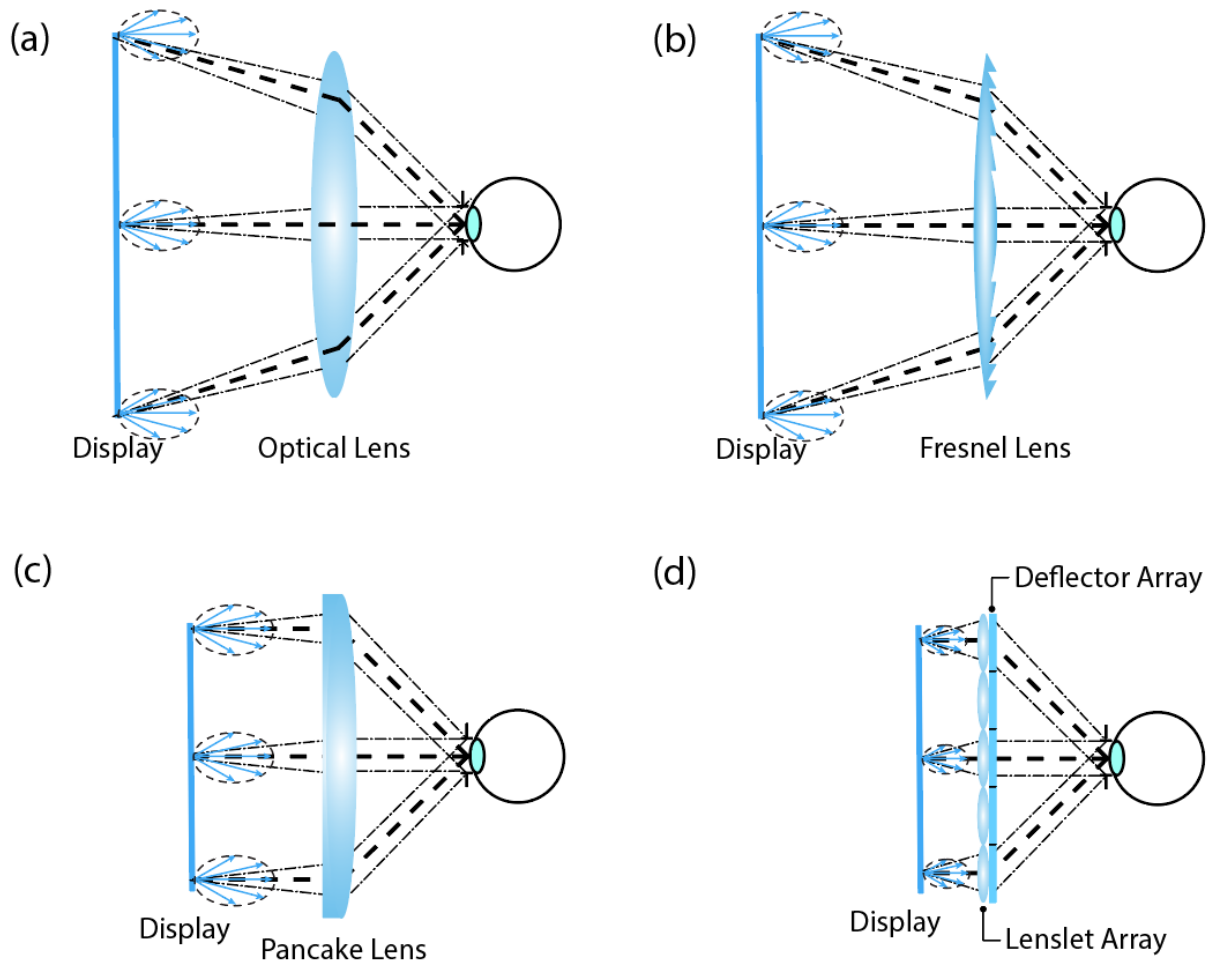 (a)
(b)
Display
Optical Lens
Display
Fresnel Lens
(c)
(d)
Deflector Array
Display
Pancake Lens
Display
Lenslet Array